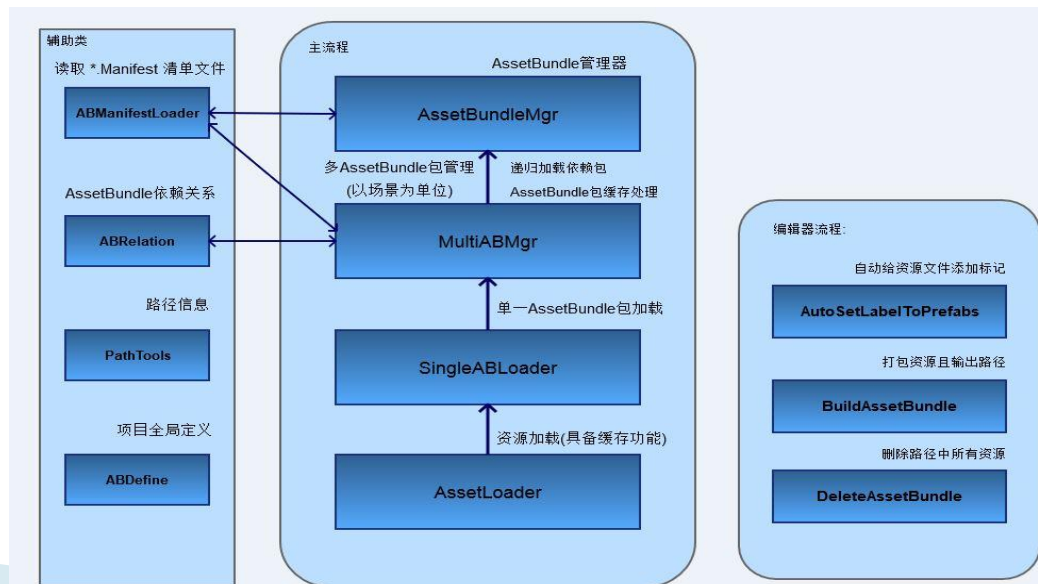 辅助类
读取 *.Manifest 清单文件
ABManifestLoader
AssetBundle依赖关系
ABRelation
路径信息
PathTools
项目全局定义
ABDefine
主流程
AssetBundle管理器
AssetBundleMgr
多AssetBundle包管理
(以场景为单位)
递归加载依赖包
AssetBundle包缓存处理
MultiABMgr
单一AssetBundle包加载
SingleABLoader
资源加载(具备缓存功能)
AssetLoader
编辑器流程:
自动给资源文件添加标记
AutoSetLabelToPrefabs
打包资源且输出路径
BuildAssetBundle
删除路径中所有资源
DeleteAssetBundle